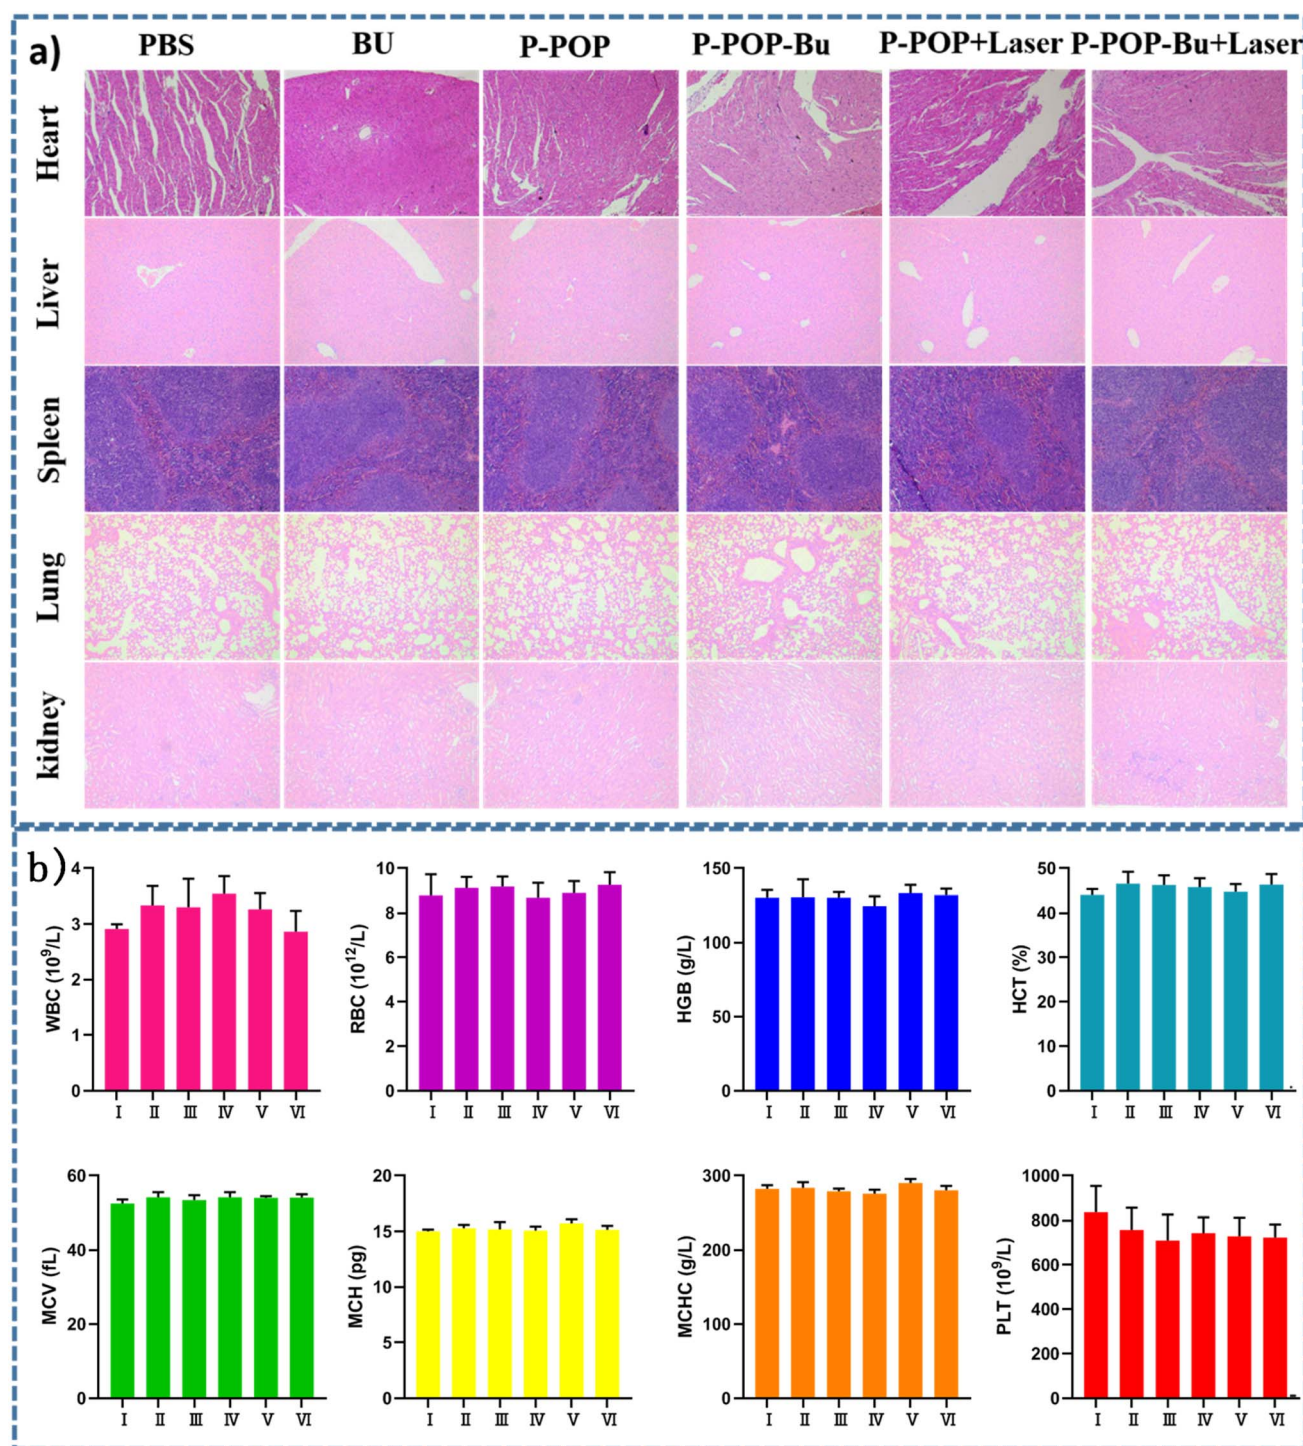 a) PBS BU P-POP P-POP-Bu P-POP+Laser P-POP-Bu+Laser
Heart
Liver
Spleen
Lung
kidney
b)
WBC (10⁹/L)
4
3
2
1
0
I II III IV V VI
RBC (10¹²/L)
10
8
6
4
2
0
I II III IV V VI
HGB (g/L)
150
100
50
0
I II III IV V VI
HCT (%)
50
40
30
20
10
0
I II III IV V VI
MCV (fL)
60
40
20
0
I II III IV V VI
MCH (pg)
20
15
10
5
0
I II III IV V VI
MCHC (g/L)
300
200
100
0
I II III IV V VI
PLT (10⁹/L)
1000
800
600
400
200
0
I II III IV V VI